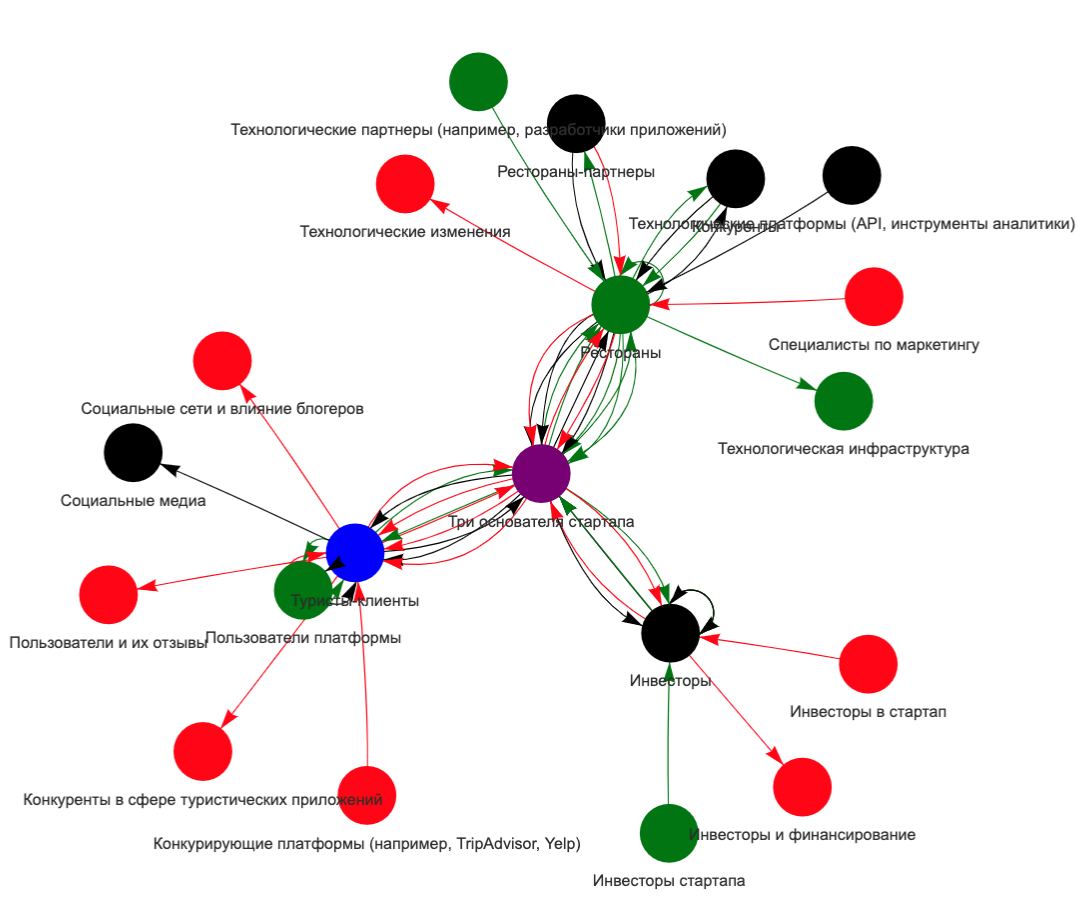 Технологические партнеры (например, разработчики приложений)
Рестораны-партнеры
Технологические платформы (API, инструменты аналитики)
Конкуренты
Технологические изменения
Специалисты по маркетингу
Рестораны
Социальные сети и влияние блогеров
Технологическая инфраструктура
Социальные медиа
Три основателя стартапа
Туристы-клиенты
Пользователи и их отзывы
Пользователи платформы
Инвесторы
Инвесторы в стартап
Конкуренты в сфере туристических приложений
Инвесторы и финансирование
Конкурирующие платформы (например, TripAdvisor, Yelp)
Инвесторы стартапа